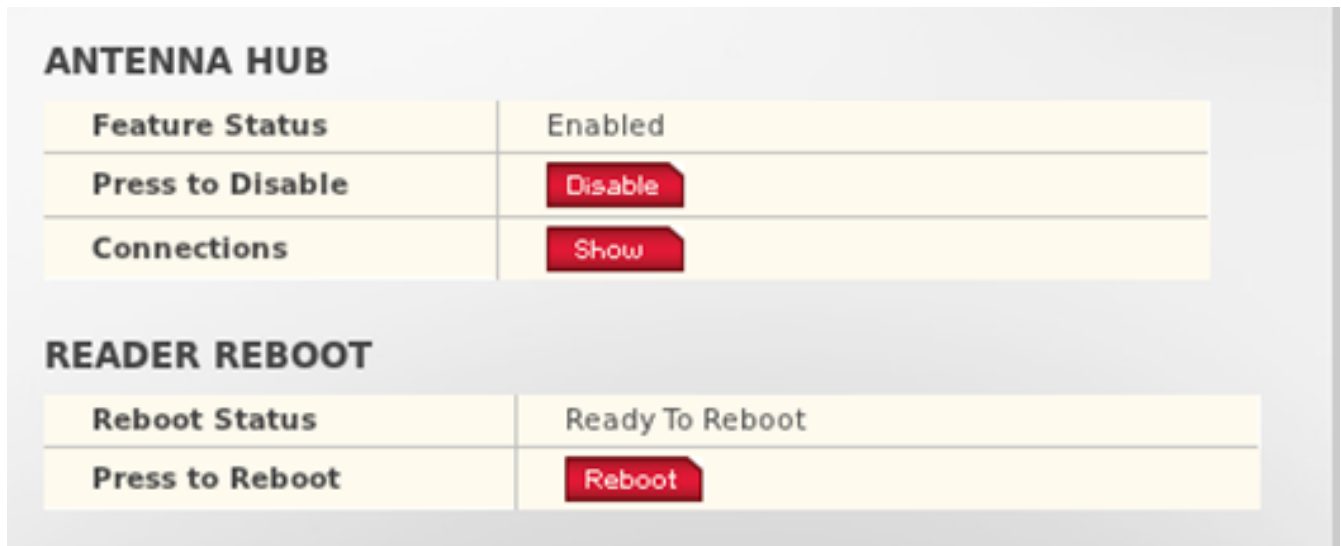 ANTENNA HUB
Feature Status Enabled
Press to Disable Disable
Connections Show
READER REBOOT
Reboot Status Ready To Reboot
Press to Reboot Reboot